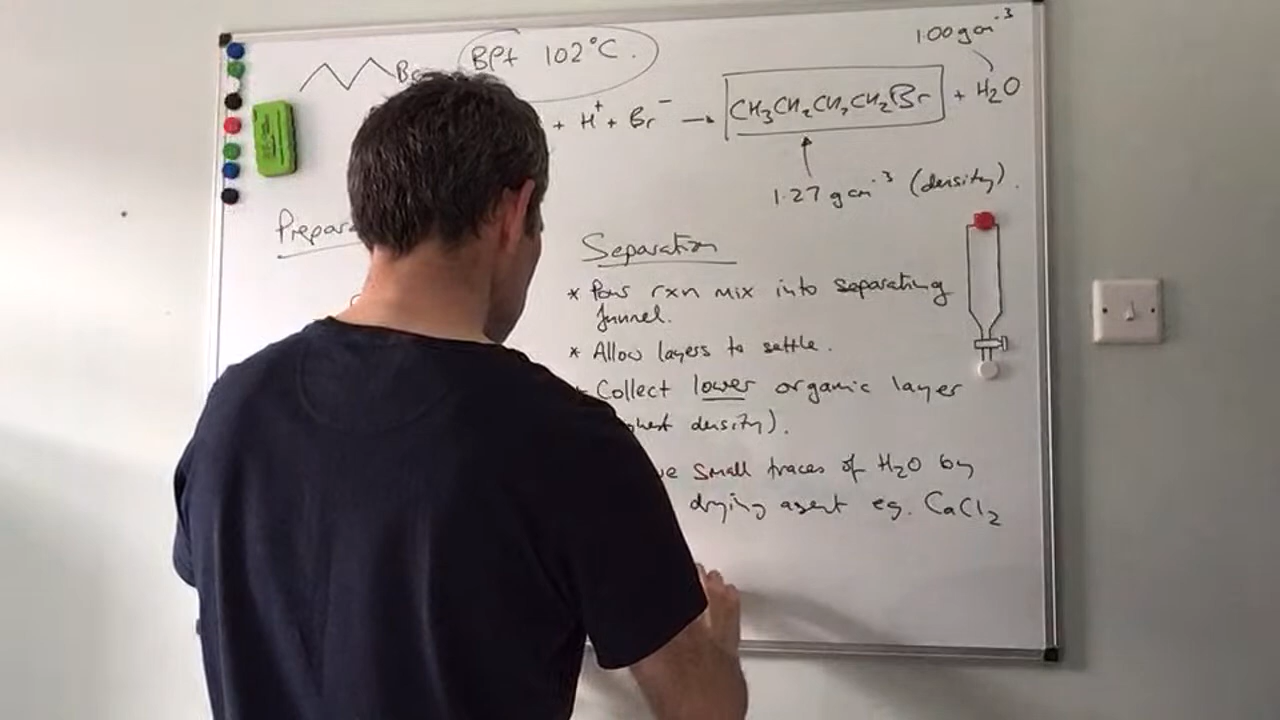 1.00 g cm⁻³
Bpt 102°C.
+ H⁺ + Br⁻ → CH₃CH₂CH₂CH₂Br + H₂O
1.27 g cm⁻³ (density).
Separation
* Pour rxn mix into separating
funnel.
* Allow layers to settle.
Collect lower organic layer
density).
small traces of H₂O by
drying agent eg. CaCl₂